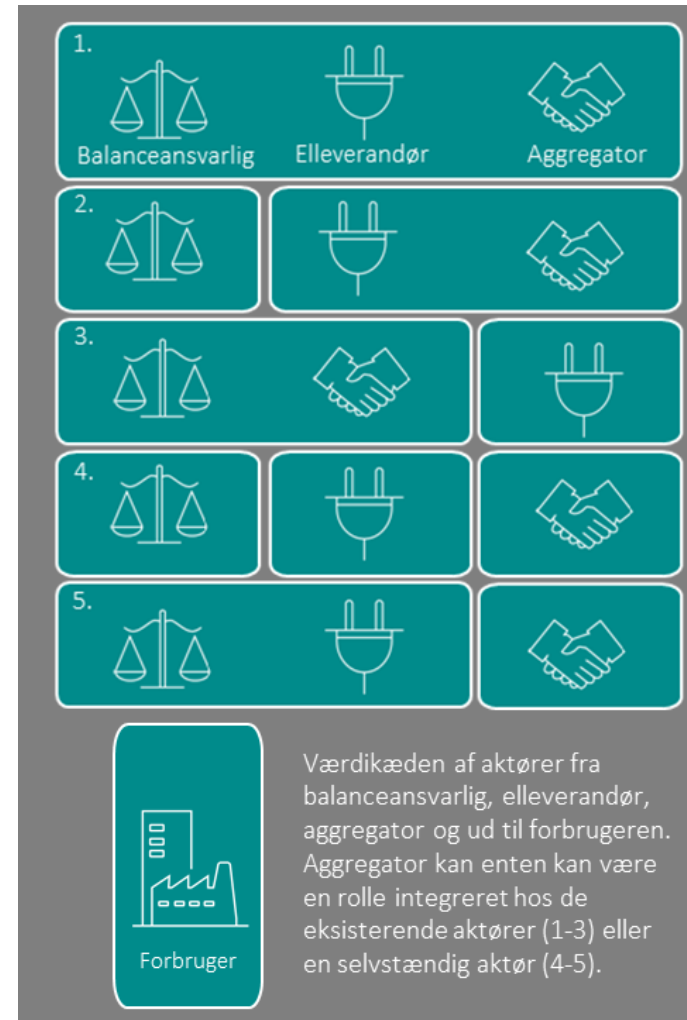 1.
Balanceansvarlig Elleverandør Aggregator
2.
3.
4.
5.
Forbruger
Værdikæden af aktører fra
balanceansvarlig, elleverandør,
aggregator og ud til forbrugeren.
Aggregator kan enten kan være
en rolle integreret hos de
eksisterende aktører (1-3) eller
en selvstændig aktør (4-5).